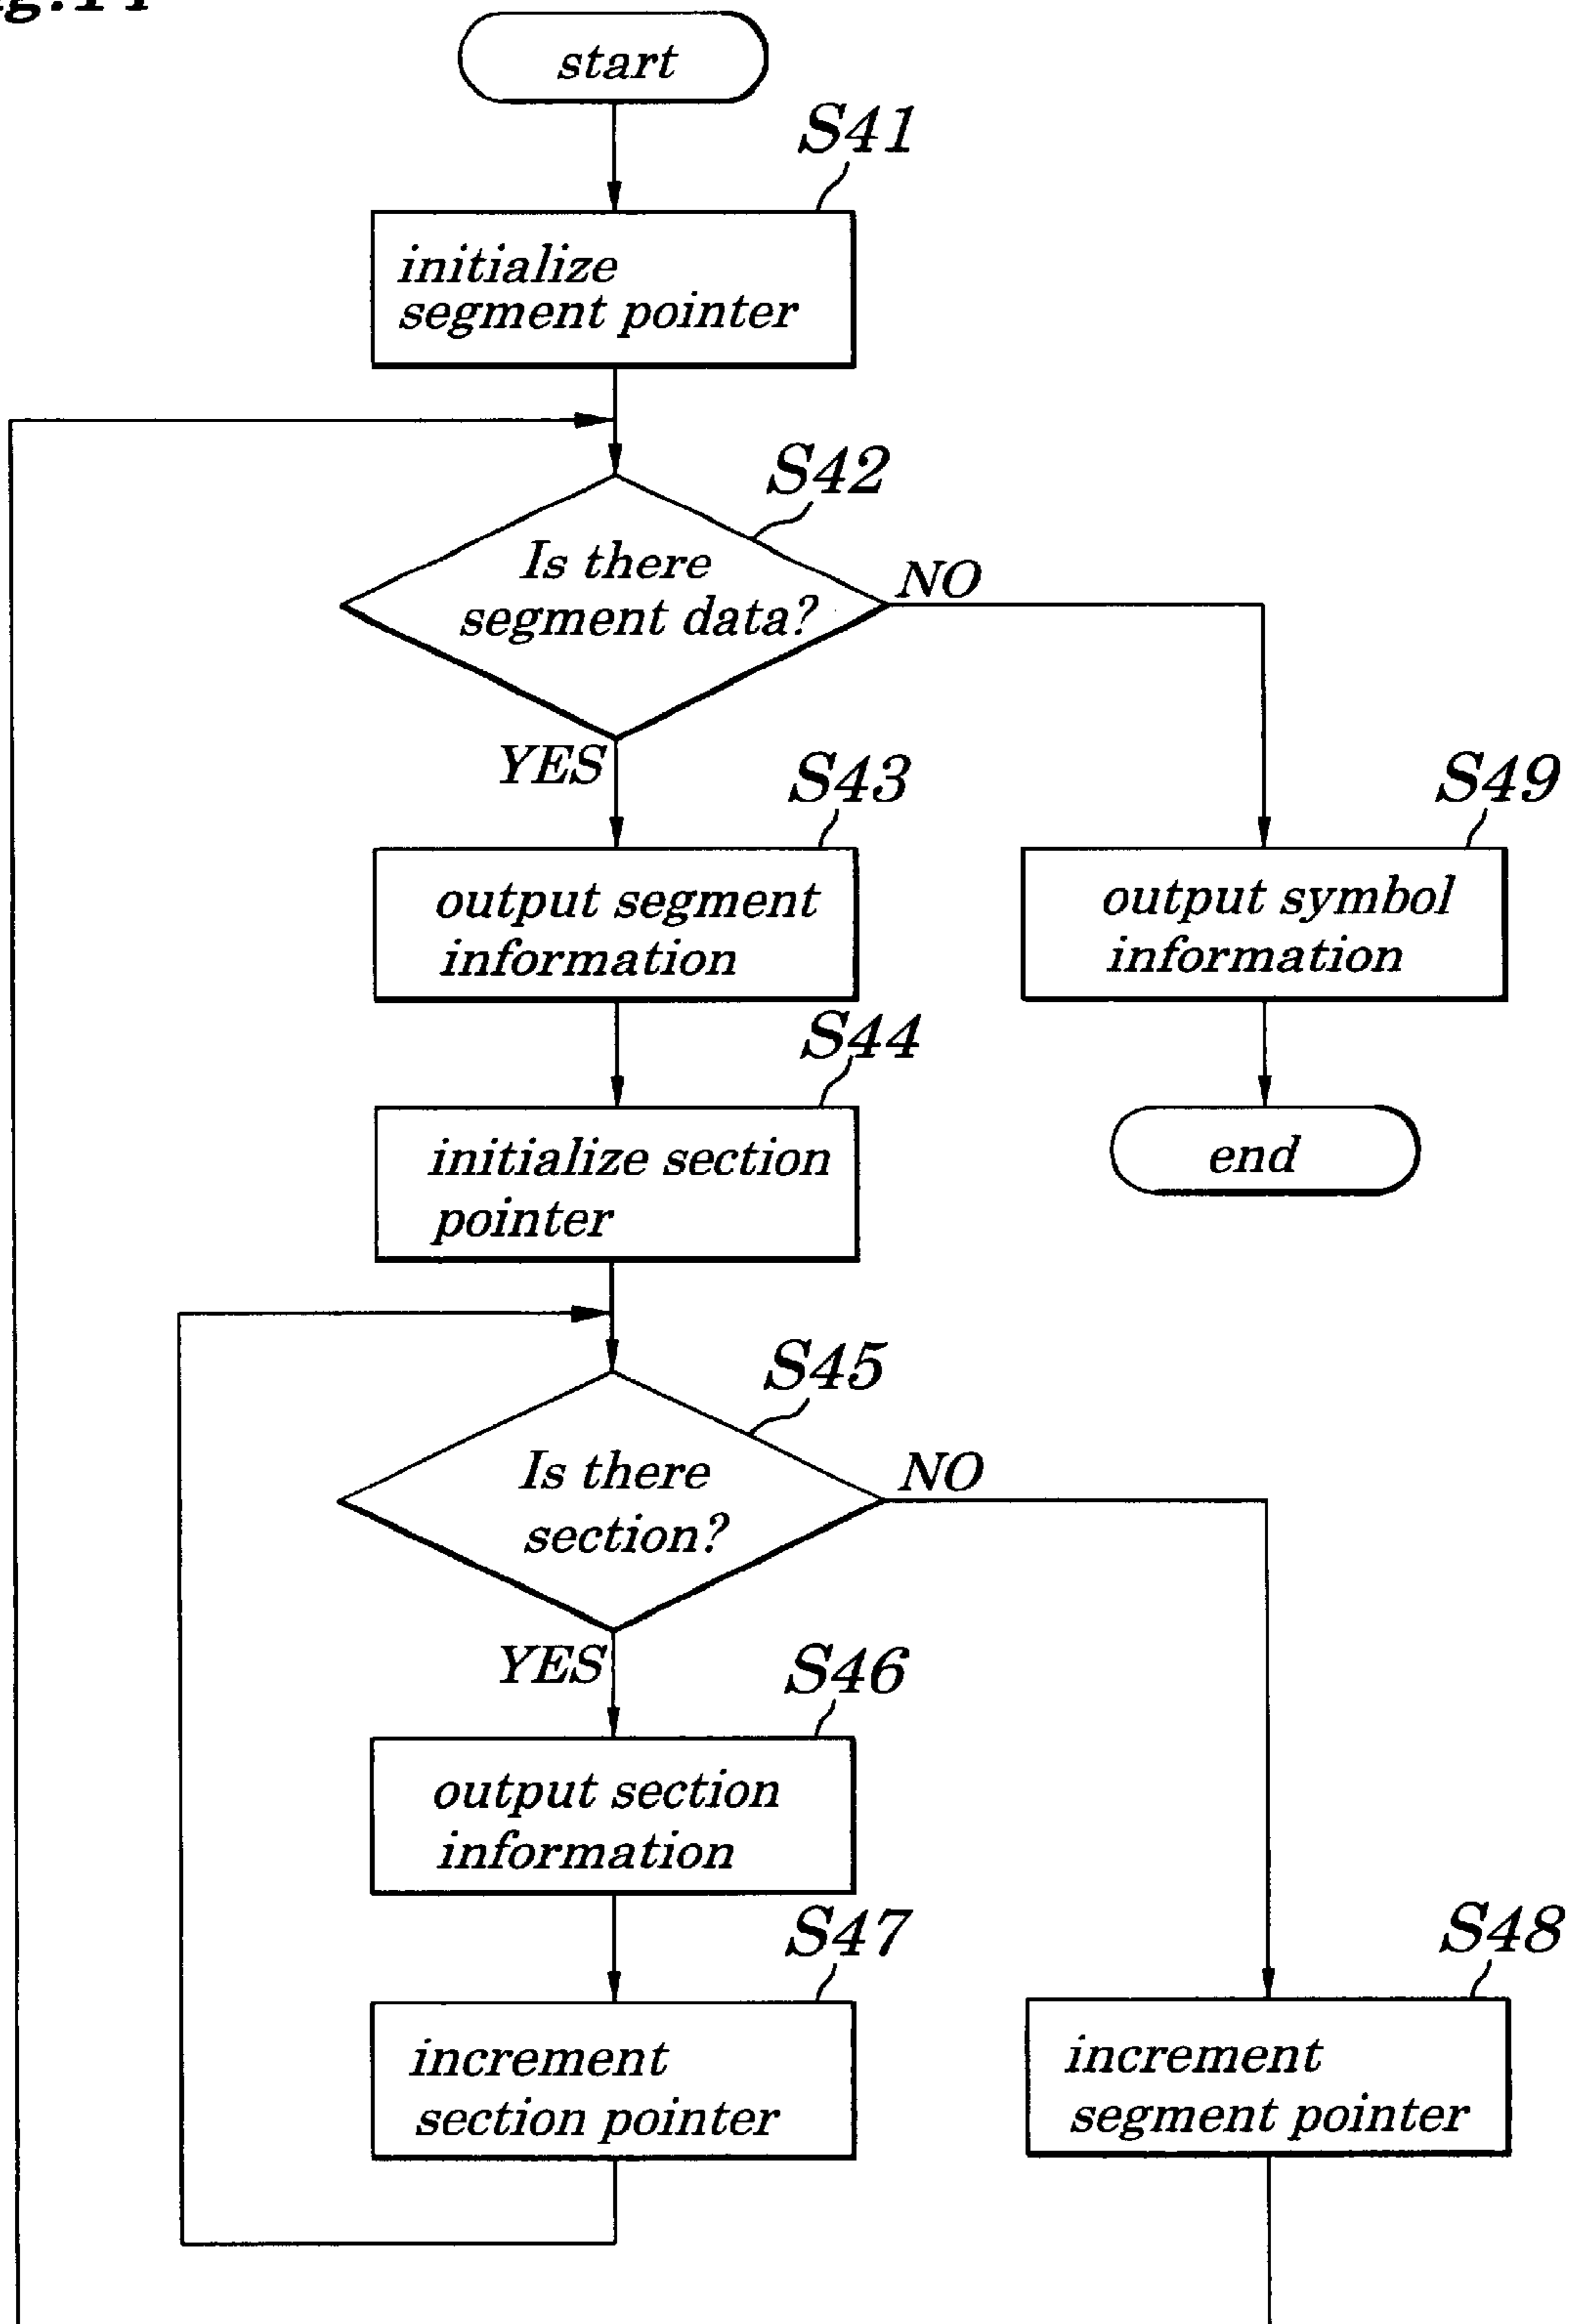 start
S41
initialize
segment pointer
S42
Is there
segment data?
NO
YES
S43
output segment
information
S49
output symbol
information
S44
initialize section
pointer
end
S45
Is there
section?
NO
YES
S46
output section
information
S47
increment
section pointer
S48
increment
segment pointer